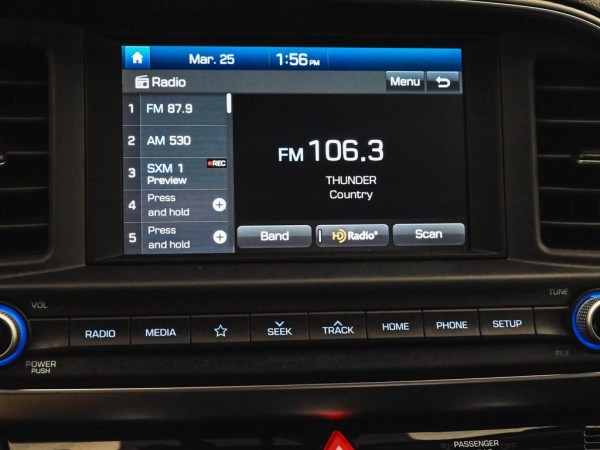 Mar. 25 1:56 PM
Radio Menu
1 FM 87.9
2 AM 530
3 SXM 1 REC
Preview
4 Press
and hold
5 Press
and hold
FM 106.3
THUNDER
Country
Band HD Radio® Scan
VOL TUNE
RADIO MEDIA SEEK TRACK HOME PHONE SETUP
POWER
PUSH
PASSENGER